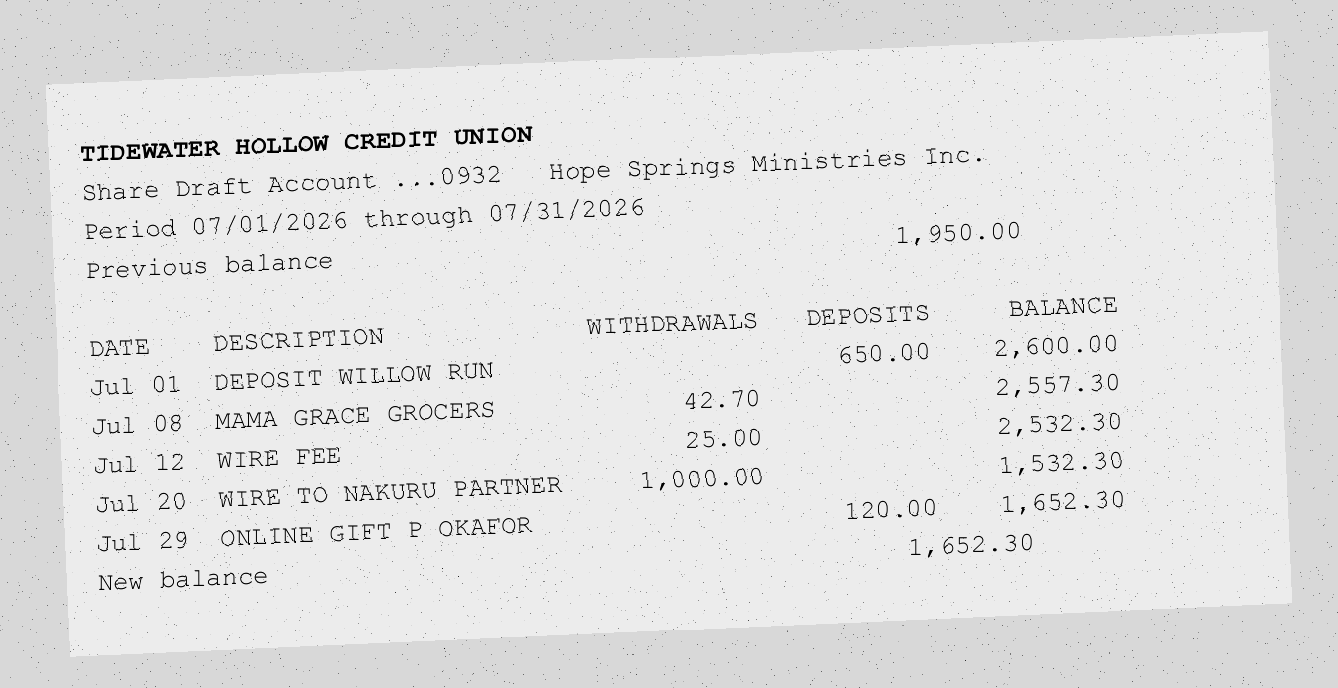 TIDEWATER HOLLOW CREDIT UNION
Share Draft Account ...0932   Hope Springs Ministries Inc.
Period 07/01/2026 through 07/31/2026
Previous balance 1,950.00
DATE DESCRIPTION WITHDRAWALS DEPOSITS BALANCE
Jul 01 DEPOSIT WILLOW RUN 650.00 2,600.00
Jul 08 MAMA GRACE GROCERS 42.70 2,557.30
Jul 12 WIRE FEE 25.00 2,532.30
Jul 20 WIRE TO NAKURU PARTNER 1,000.00 1,532.30
Jul 29 ONLINE GIFT P OKAFOR 120.00 1,652.30
New balance 1,652.30